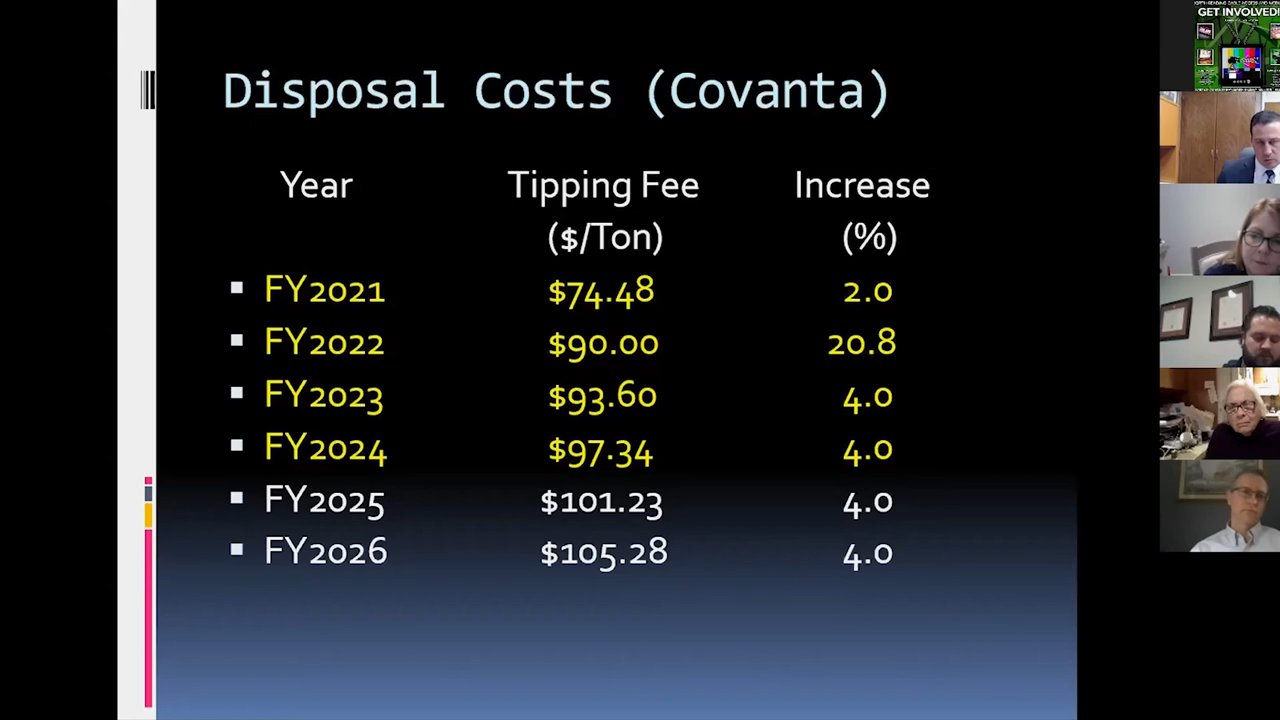 GET INVOLVED!
Disposal Costs (Covanta)
Year Tipping Fee Increase
($/Ton) (%)
FY2021 $74.48 2.0
FY2022 $90.00 20.8
FY2023 $93.60 4.0
FY2024 $97.34 4.0
FY2025 $101.23 4.0
FY2026 $105.28 4.0